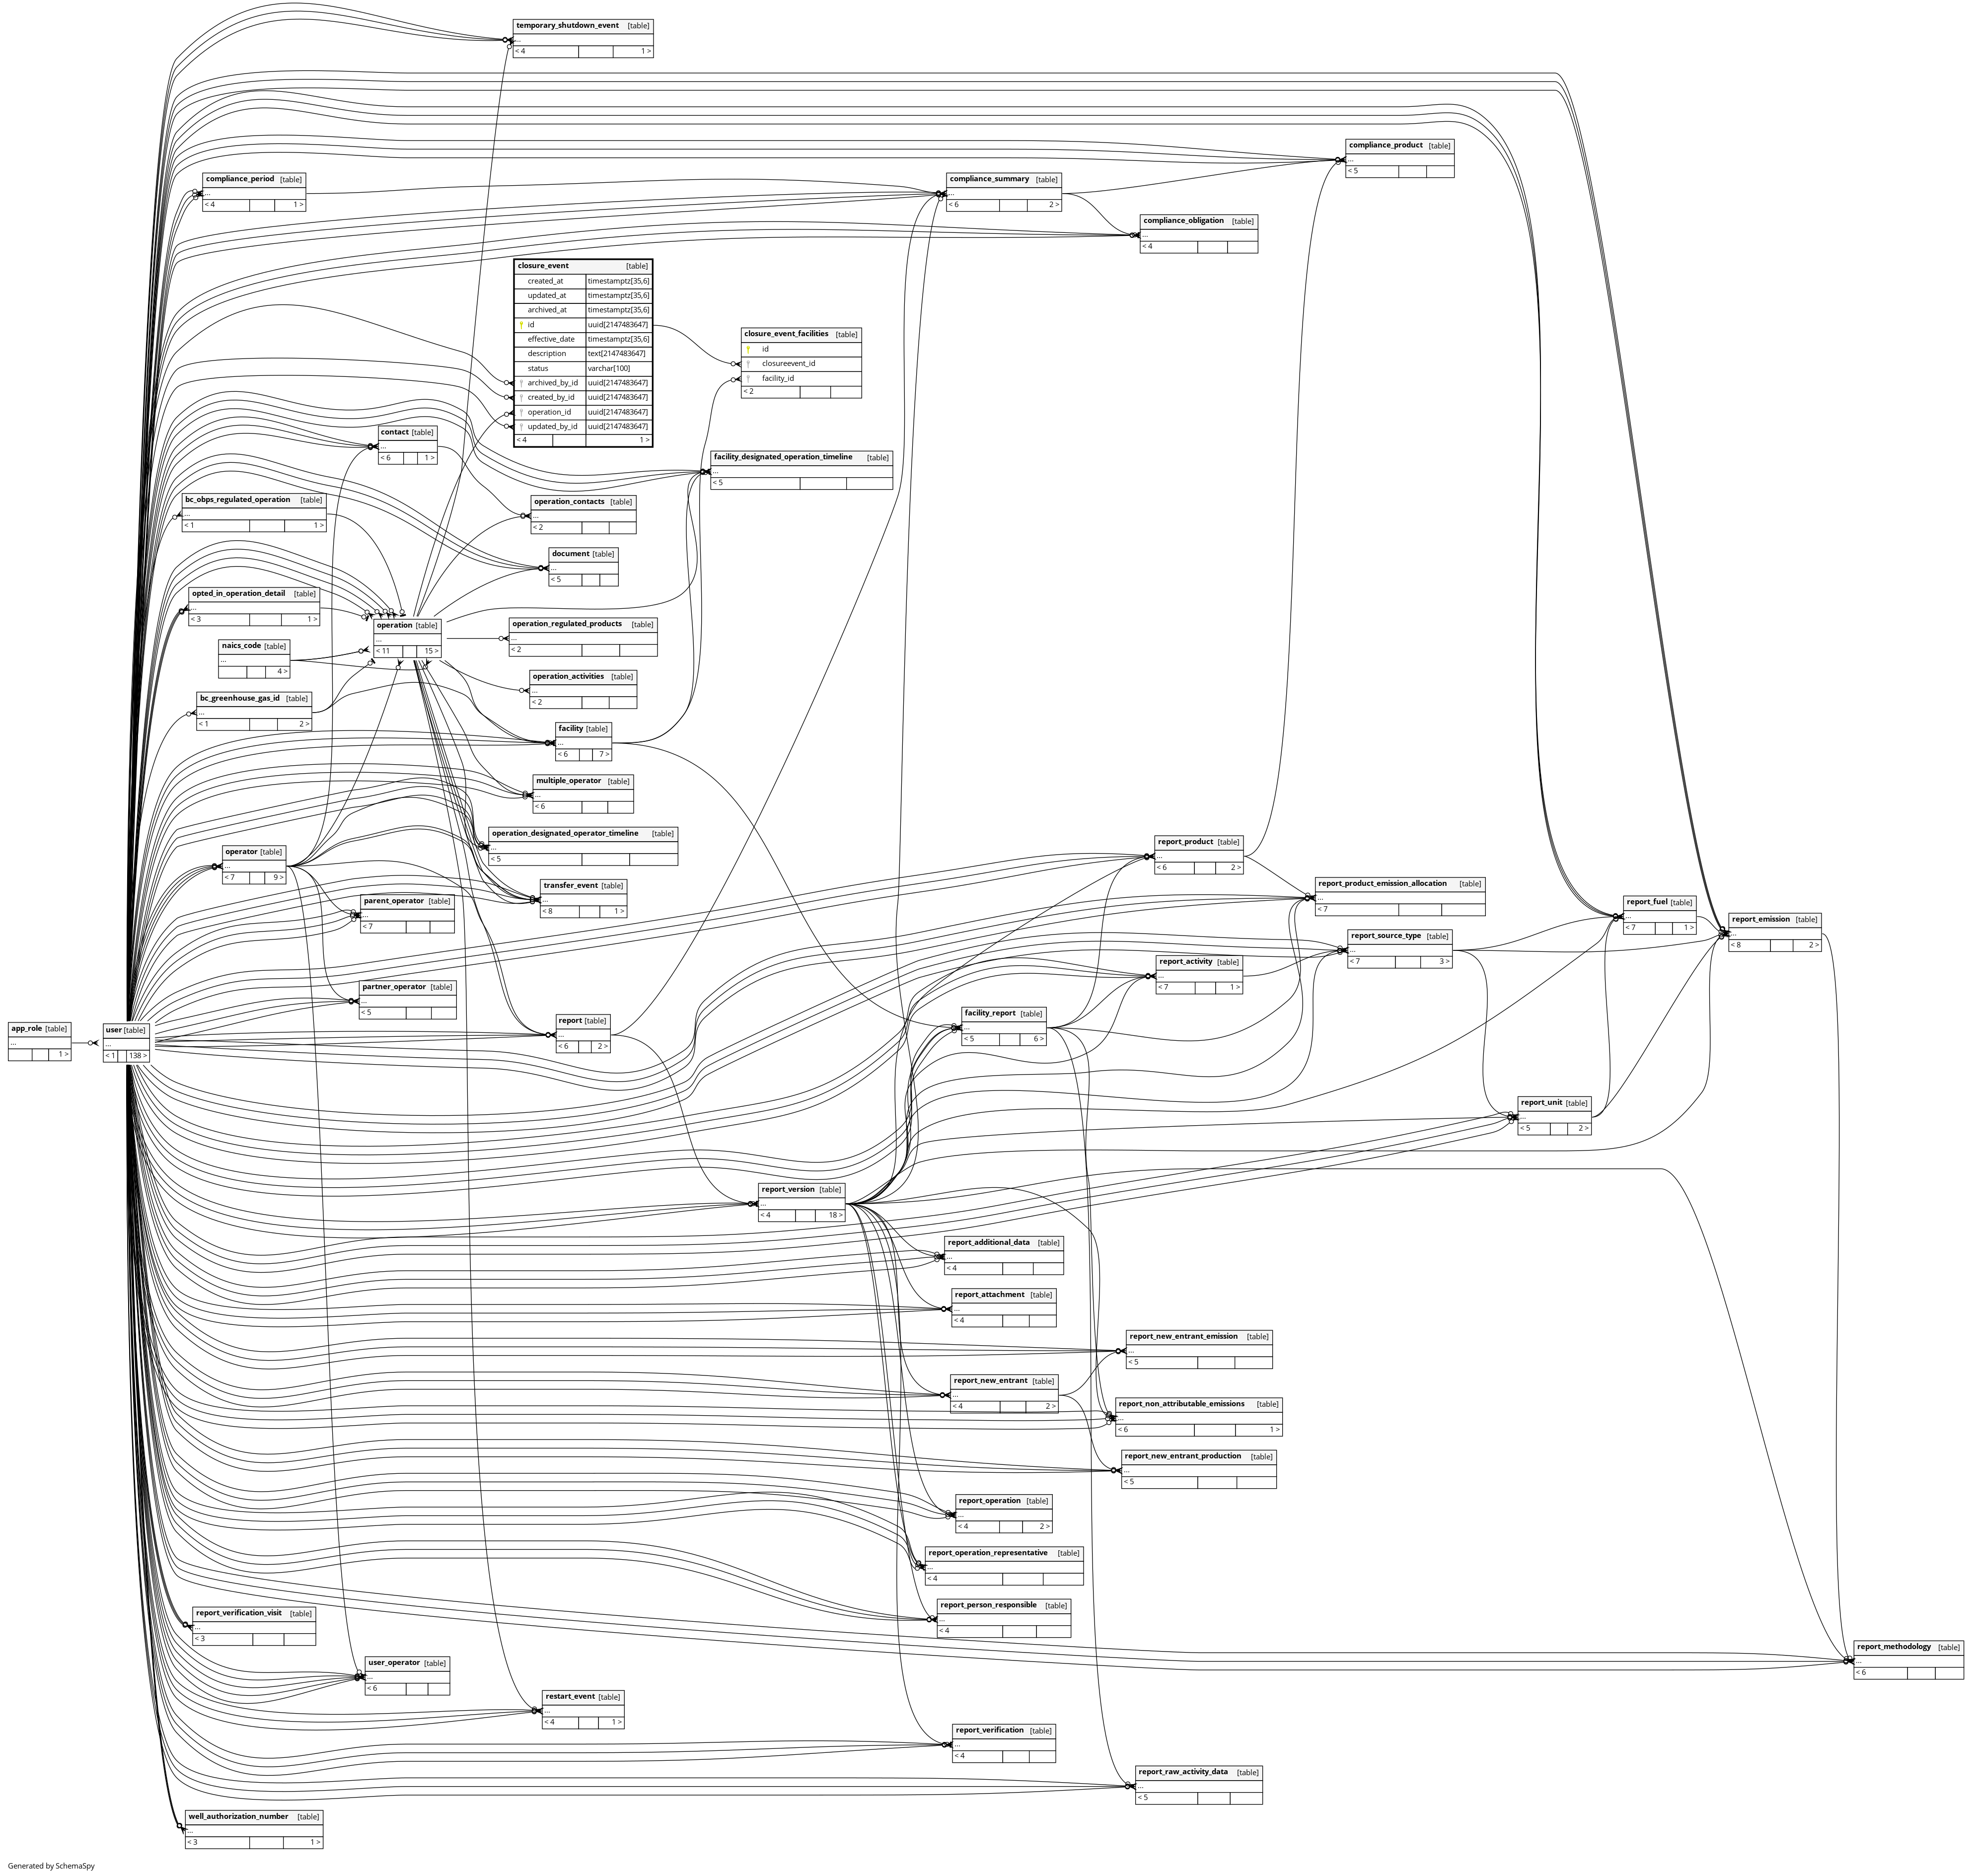 temporary_shutdown_event [table]
...
< 4 1 >
compliance_product [table]
...
< 5
compliance_period [table]
...
< 4 1 >
compliance_summary [table]
...
< 6 2 >
compliance_obligation [table]
...
< 4
closure_event [table]
created_at timestamptz[35,6]
updated_at timestamptz[35,6]
archived_at timestamptz[35,6]
id uuid[2147483647]
effective_date timestamptz[35,6]
description text[2147483647]
status varchar[100]
archived_by_id uuid[2147483647]
created_by_id uuid[2147483647]
operation_id uuid[2147483647]
updated_by_id uuid[2147483647]
< 4 1 >
closure_event_facilities [table]
id
closureevent_id
facility_id
< 2
contact [table]
...
< 6 1 >
facility_designated_operation_timeline [table]
...
< 5
bc_obps_regulated_operation [table]
...
< 1 1 >
operation_contacts [table]
...
< 2
document [table]
...
< 5
opted_in_operation_detail [table]
...
< 3 1 >
operation [table]
...
< 11 15 >
operation_regulated_products [table]
...
< 2
naics_code [table]
...
4 >
operation_activities [table]
...
< 2
bc_greenhouse_gas_id [table]
...
< 1 2 >
facility [table]
...
< 6 7 >
multiple_operator [table]
...
< 6
operation_designated_operator_timeline [table]
...
< 5
operator [table]
...
< 7 9 >
report_product [table]
...
< 6 2 >
transfer_event [table]
...
< 8 1 >
report_product_emission_allocation [table]
...
< 7
parent_operator [table]
...
< 7
report_fuel [table]
...
< 7 1 >
report_emission [table]
...
< 8 2 >
report_source_type [table]
...
< 7 3 >
report_activity [table]
...
< 7 1 >
partner_operator [table]
...
< 5
facility_report [table]
...
< 5 6 >
report [table]
...
< 6 2 >
app_role [table]
...
1 >
user [table]
...
< 1 138 >
report_unit [table]
...
< 5 2 >
report_version [table]
...
< 4 18 >
report_additional_data [table]
...
< 4
report_attachment [table]
...
< 4
report_new_entrant_emission [table]
...
< 5
report_new_entrant [table]
...
< 4 2 >
report_non_attributable_emissions [table]
...
< 6 1 >
report_new_entrant_production [table]
...
< 5
report_operation [table]
...
< 4 2 >
report_operation_representative [table]
...
< 4
report_person_responsible [table]
...
< 4
report_verification_visit [table]
...
< 3
report_methodology [table]
...
< 6
user_operator [table]
...
< 6
restart_event [table]
...
< 4 1 >
report_verification [table]
...
< 4
report_raw_activity_data [table]
...
< 5
well_authorization_number [table]
...
< 3 1 >
Generated by SchemaSpy